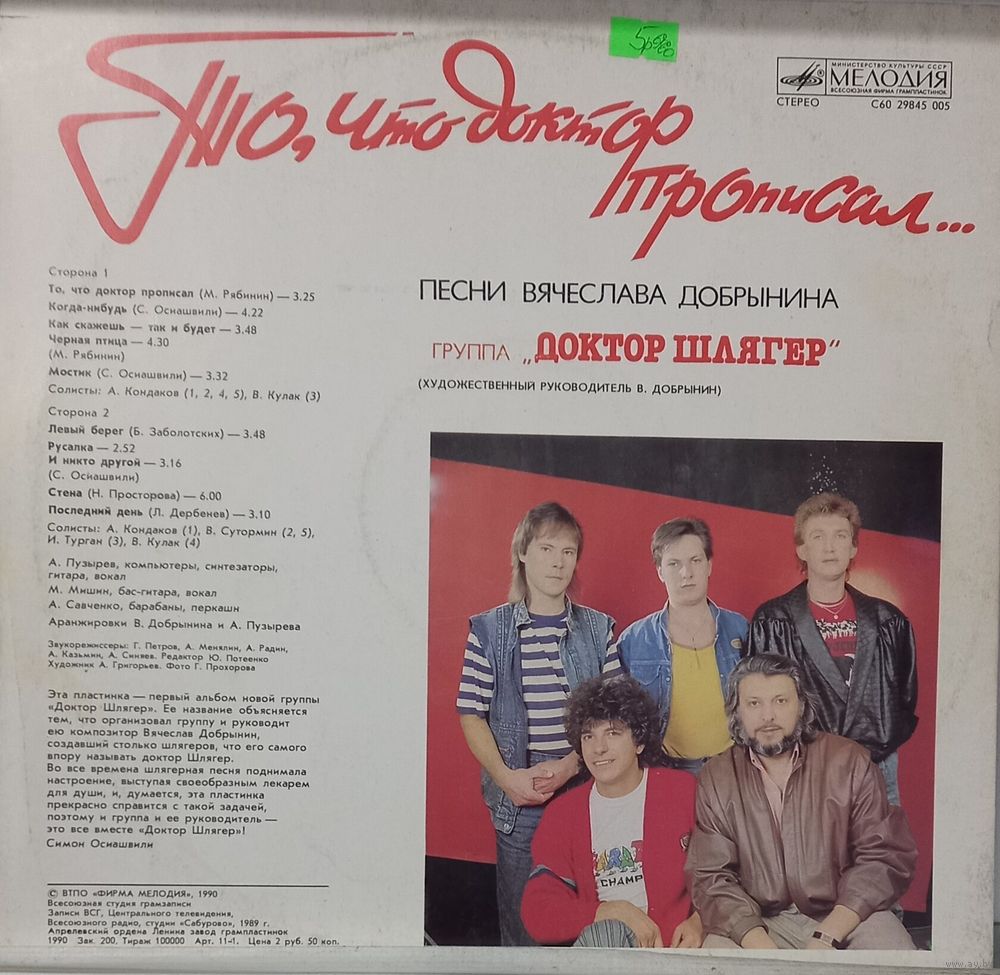 То, что доктор
прописал...
МИНИСТЕРСТВО КУЛЬТУРЫ СССР
МЕЛОДИЯ
ВСЕСОЮЗНАЯ ФИРМА ГРАМПЛАСТИНОК
СТЕРЕО
С60 29845 005
ПЕСНИ ВЯЧЕСЛАВА ДОБРЫНИНА
ГРУППА „ДОКТОР ШЛЯГЕР"
(ХУДОЖЕСТВЕННЫЙ РУКОВОДИТЕЛЬ В. ДОБРЫНИН)
Сторона 1
То, что доктор прописал (М. Рябинин) — 3.25
Когда-нибудь (С. Осиашвили) — 4.22
Как скажешь — так и будет — 3.48
Черная птица — 4.30
(М. Рябинин)
Мостик (С. Осиашвили) — 3.32
Солисты: А. Кондаков (1, 2, 4, 5), В. Кулак (3)
Сторона 2
Левый берег (Б. Заболотских) — 3.48
Русалка — 2.52
И никто другой — 3.16
(С. Осиашвили)
Стена (Н. Просторова) — 6.00
Последний день (Л. Дербенев) — 3.10
Солисты: А. Кондаков (1), В. Сутормин (2, 5),
И. Турган (3), В. Кулак (4)
А. Пузырев, компьютеры, синтезаторы,
гитара, вокал
М. Мишин, бас-гитара, вокал
А. Савченко, барабаны, перкашн
Аранжировки В. Добрынина и А. Пузырева
Звукорежиссеры: Г. Петров, А. Менялин, А. Радин,
А. Казьмин, А. Синяев. Редактор Ю. Потеенко
Художник А. Григорьев. Фото Г. Прохорова
Эта пластинка — первый альбом новой группы
«Доктор Шлягер». Ее название объясняется
тем, что организовал группу и руководит
ею композитор Вячеслав Добрынин,
создавший столько шлягеров, что его самого
впору называть доктор Шлягер.
Во все времена шлягерная песня поднимала
настроение, выступая своеобразным лекарем
для души, и, думается, эта пластинка
прекрасно справится с такой задачей,
поэтому и группа и ее руководитель —
это все вместе «Доктор Шлягер»!
Симон Осиашвили
© ВТПО «ФИРМА МЕЛОДИЯ», 1990
Всесоюзная студия грамзаписи
Записи ВСГ, Центрального телевидения,
Всесоюзного радио, студии «Сабурово», 1989 г.
Апрелевский ордена Ленина завод грампластинок
1990 Зак. 200. Тираж 100000 Арт. 11-1. Цена 2 руб. 50 коп.
CHAMP
www.ay.by